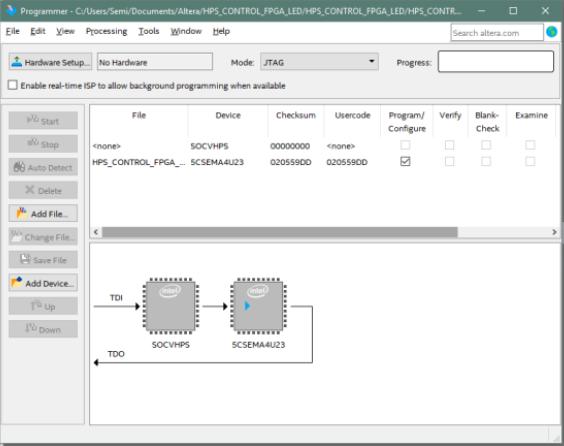 Programmer - C:/Users/Semi/Documents/Altera/HPS_CONTROL_FPGA_LED/HPS_CONTROL_FPGA_LED/HPS_CONTR...
File Edit View Processing Tools Window Help
Search altera.com
Hardware Setup... No Hardware Mode: JTAG Progress:
Enable real-time ISP to allow background programming when available
Start
Stop
Auto Detect
Delete
Add File...
Change File...
Save File
Add Device...
Up
Down
File Device Checksum Usercode Program/ Verify Blank- Examine
Configure Check
<none> SOCVHPS 00000000 <none>
HPS_CONTROL_FPGA_... 5CSEMA4U23 020559DD 020559DD
TDI
intel intel
SOCVHPS 5CSEMA4U23
TDO